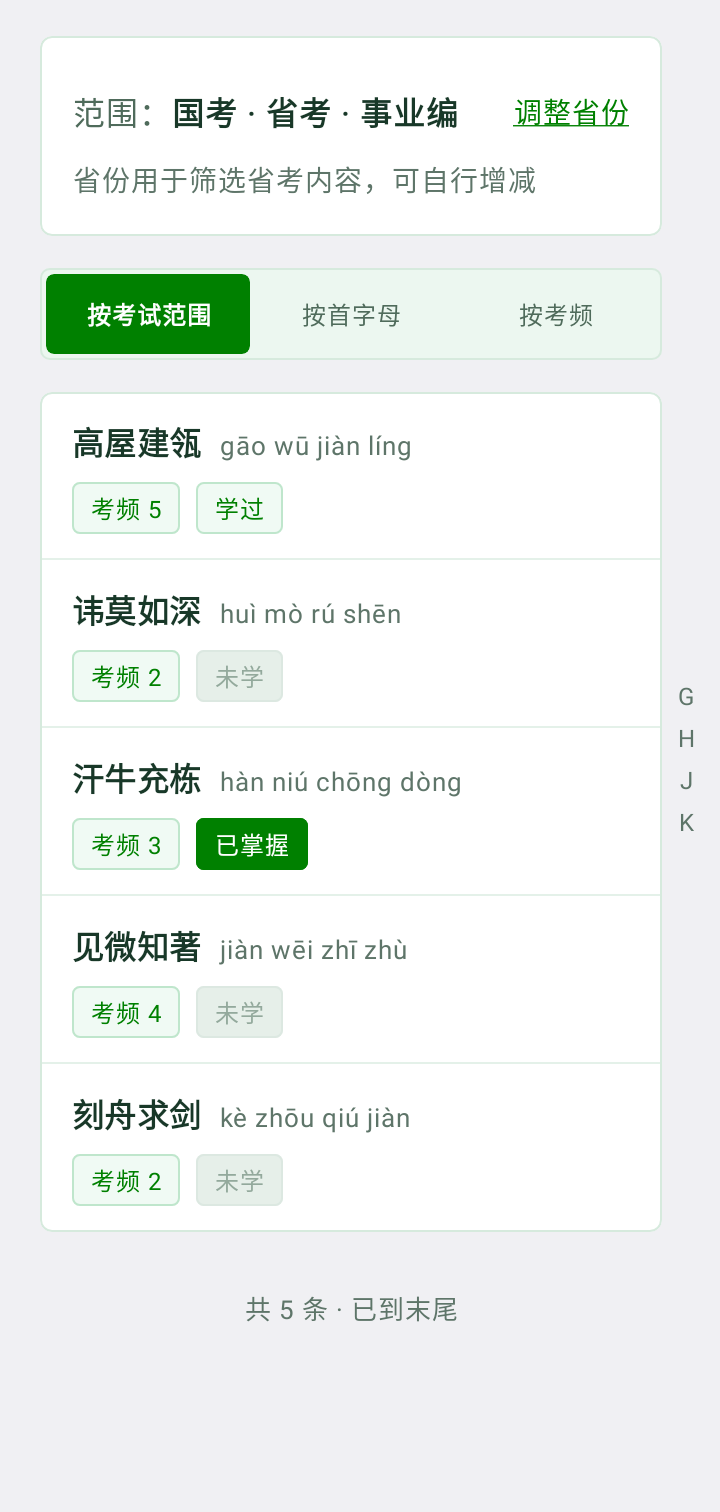 范围：国考 · 省考 · 事业编 调整省份
省份用于筛选省考内容，可自行增减
按考试范围 按首字母 按考频
高屋建瓴 gāo wū jiàn líng
考频 5 学过
讳莫如深 huì mò rú shēn
考频 2 未学
汗牛充栋 hàn niú chōng dòng
考频 3 已掌握
见微知著 jiàn wēi zhī zhù
考频 4 未学
刻舟求剑 kè zhōu qiú jiàn
考频 2 未学
G
H
J
K
共 5 条 · 已到末尾